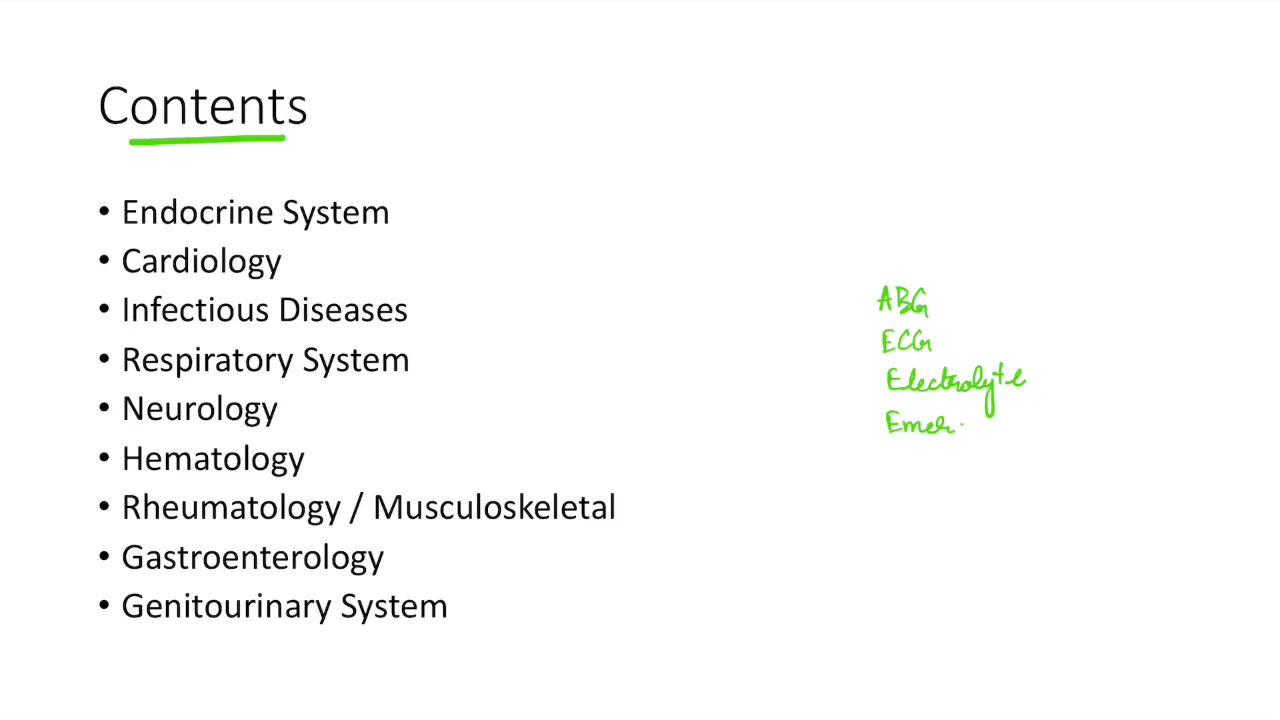 Contents
• Endocrine System
• Cardiology
• Infectious Diseases
• Respiratory System
• Neurology
• Hematology
• Rheumatology / Musculoskeletal
• Gastroenterology
• Genitourinary System
ABG
ECG
Electrolyte
Emer.